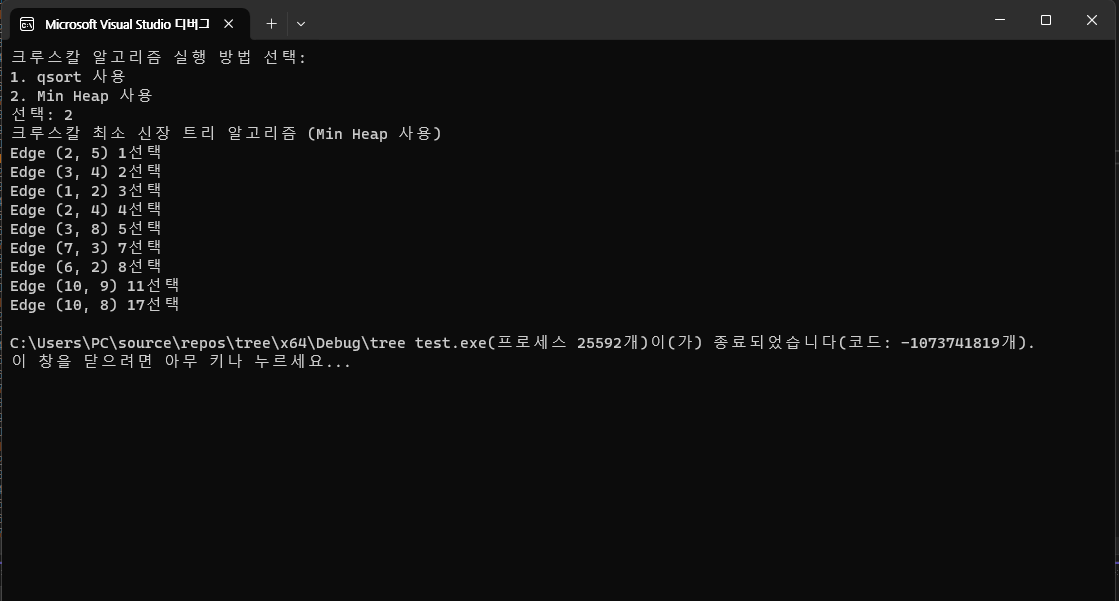 Microsoft Visual Studio 디버그
크루스칼 알고리즘 실행 방법 선택:
1. qsort 사용
2. Min Heap 사용
선택: 2
크루스칼 최소 신장 트리 알고리즘 (Min Heap 사용)
Edge (2, 5) 1선택
Edge (3, 4) 2선택
Edge (1, 2) 3선택
Edge (2, 4) 4선택
Edge (3, 8) 5선택
Edge (7, 3) 7선택
Edge (6, 2) 8선택
Edge (10, 9) 11선택
Edge (10, 8) 17선택
C:\Users\PC\source\repos\tree\x64\Debug\tree test.exe(프로세스 25592개)이(가) 종료되었습니다(코드: -1073741819개).
이 창을 닫으려면 아무 키나 누르세요...